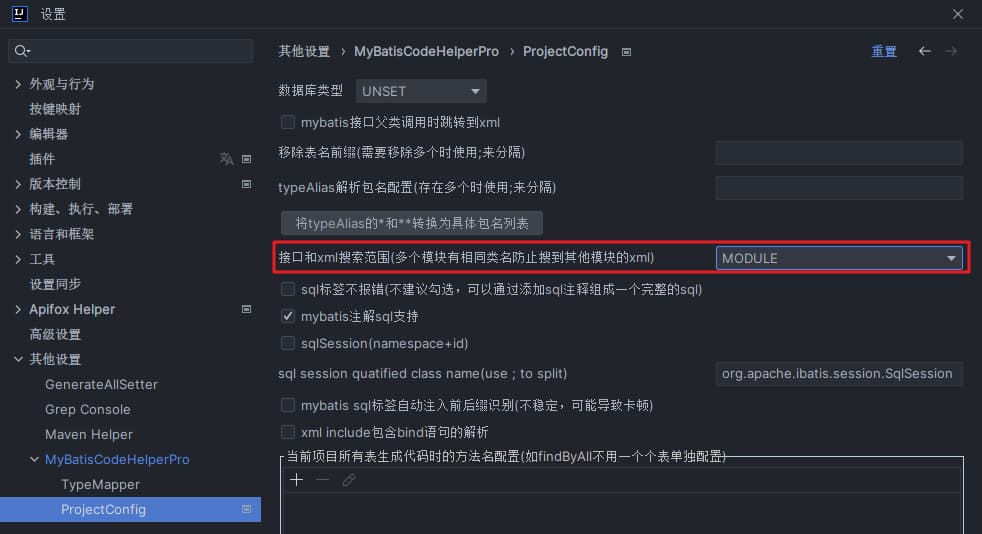 设置
外观与行为
按键映射
编辑器
插件
版本控制
构建、执行、部署
语言和框架
工具
设置同步
Apifox Helper
高级设置
其他设置
GenerateAllSetter
Grep Console
Maven Helper
MyBatisCodeHelperPro
TypeMapper
ProjectConfig
其他设置 › MyBatisCodeHelperPro › ProjectConfig 重置
数据库类型 UNSET
mybatis接口父类调用时跳转到xml
移除表名前缀(需要移除多个时使用;来分隔)
typeAlias解析包名配置(存在多个时使用;来分隔)
将typeAlias的*和**转换为具体包名列表
接口和xml搜索范围(多个模块有相同类名防止搜到其他模块的xml) MODULE
sql标签不报错(不建议勾选，可以通过添加sql注释组成一个完整的sql)
mybatis注解sql支持
sqlSession(namespace+id)
sql session quatified class name(use ; to split) org.apache.ibatis.session.SqlSession
mybatis sql标签自动注入前后缀识别(不稳定，可能导致卡顿)
xml include包含bind语句的解析
当前项目所有表生成代码时的方法名配置(如findByAll不用一个个表单独配置)